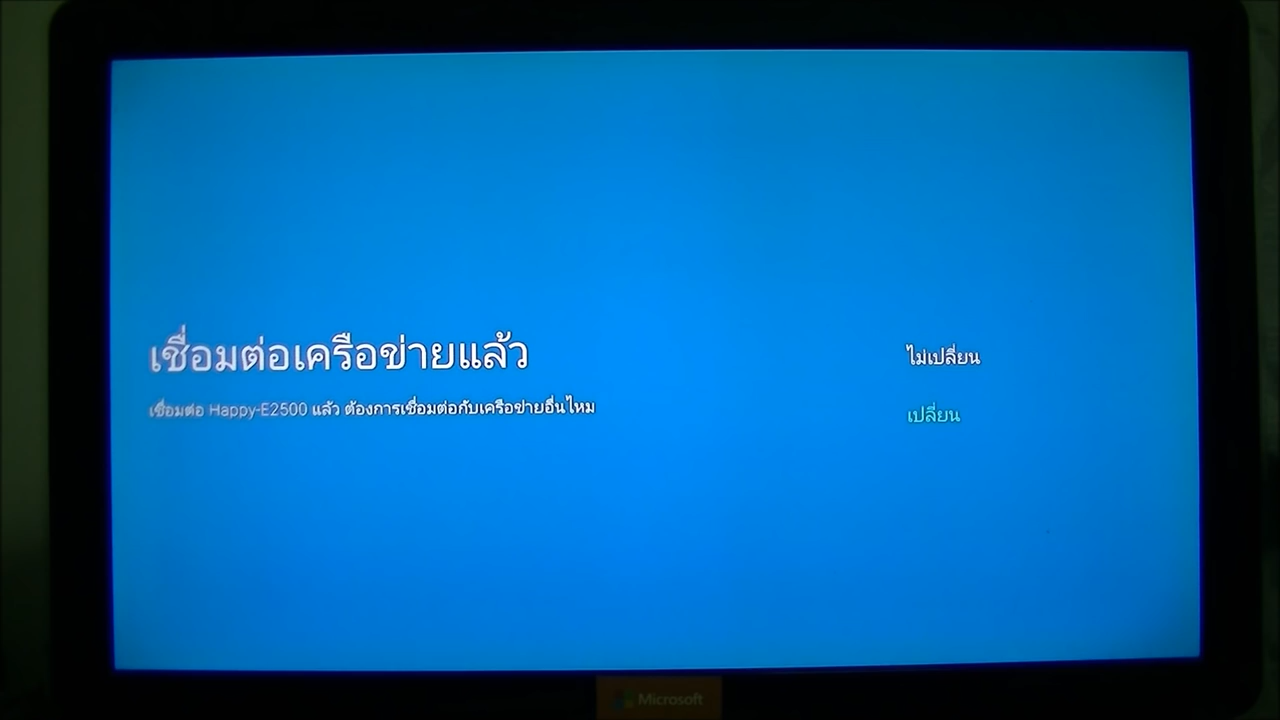 เชื่อมต่อเครือข่ายแล้ว
เชื่อมต่อ Happy-E2500 แล้ว ต้องการเชื่อมต่อกับเครือข่ายอื่นไหม
ไม่เปลี่ยน
เปลี่ยน
Microsoft